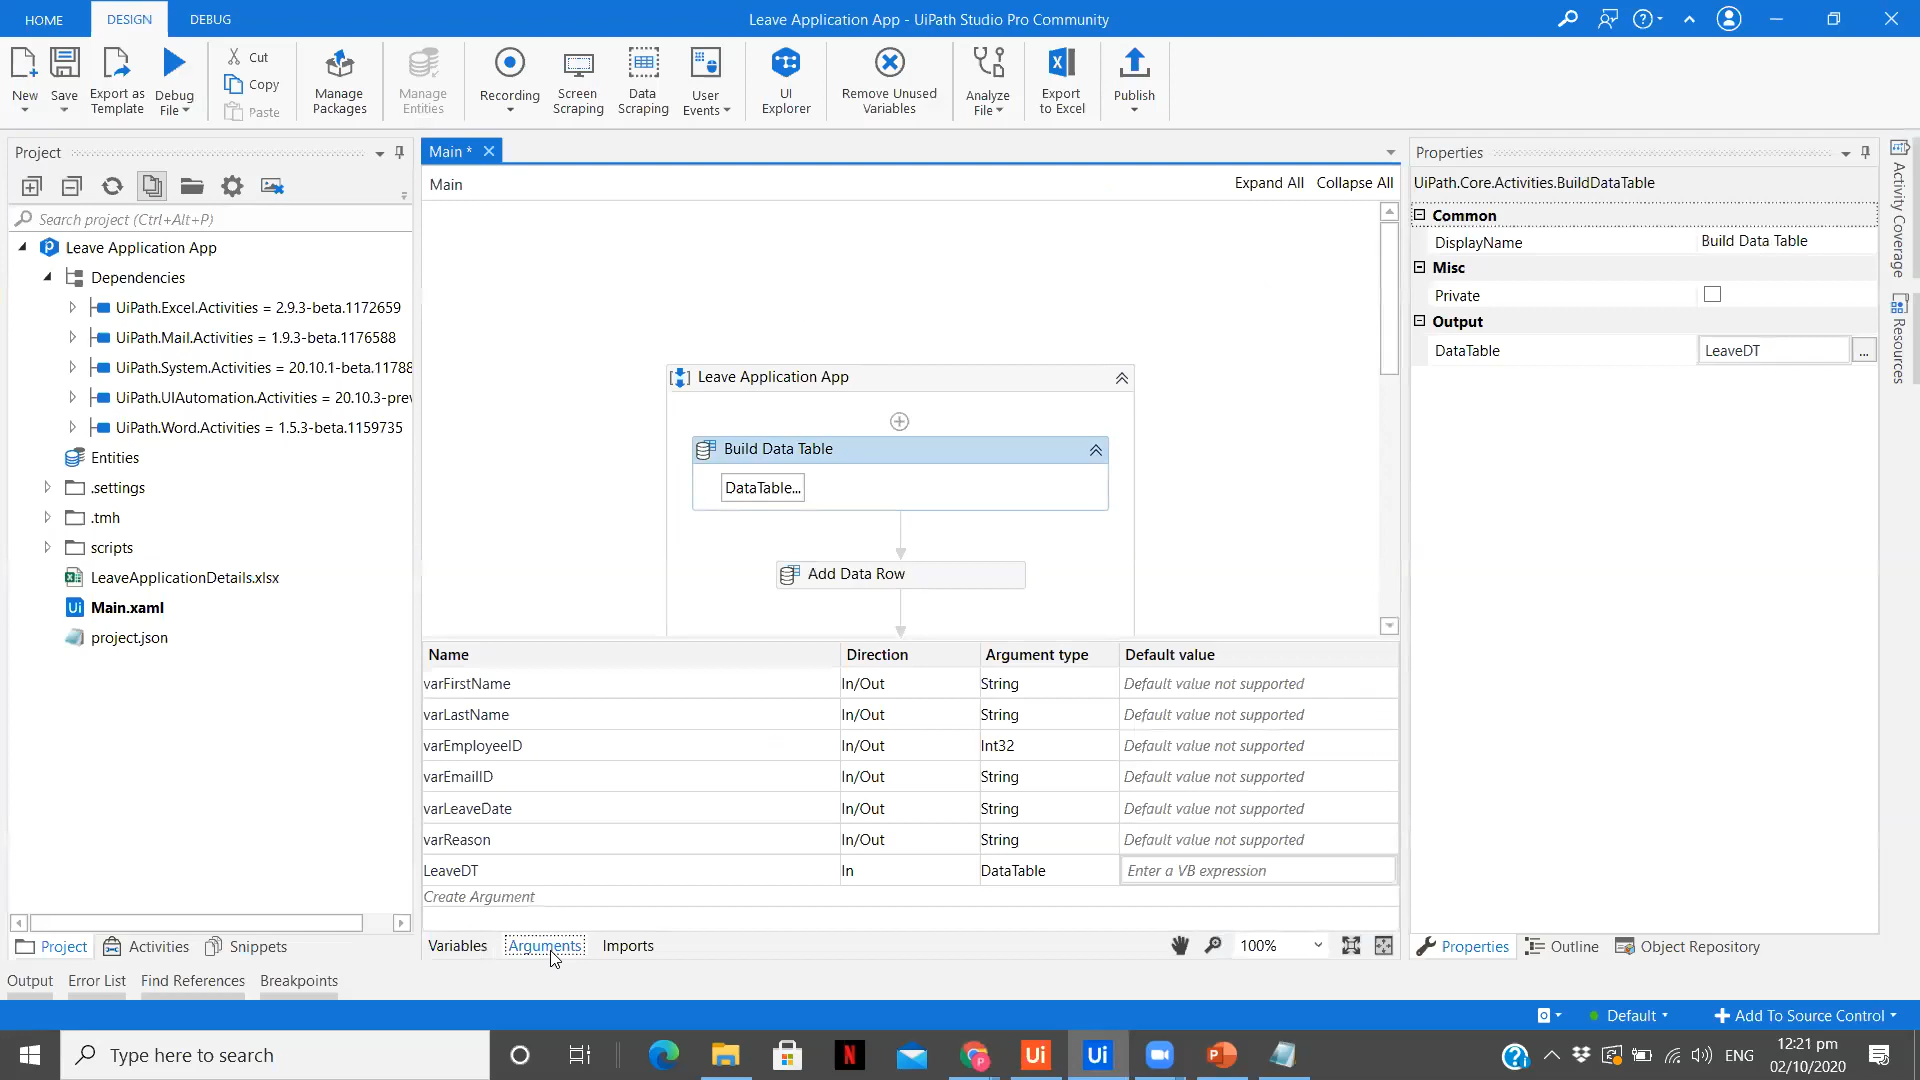 HOME
DESIGN
DEBUG
Leave Application App - UiPath Studio Pro Community
New
Save
Export as Template
Debug File
Cut
Copy
Paste
Manage Packages
Manage Entities
Recording
Screen Scraping
Data Scraping
User Events
UI Explorer
Remove Unused Variables
Analyze File
Export to Excel
Publish
Project
Search project (Ctrl+Alt+P)
Leave Application App
Dependencies
UiPath.Excel.Activities = 2.9.3-beta.1172659
UiPath.Mail.Activities = 1.9.3-beta.1176588
UiPath.System.Activities = 20.10.1-beta.11788
UiPath.UIAutomation.Activities = 20.10.3-prev
UiPath.Word.Activities = 1.5.3-beta.1159735
Entities
.settings
.tmh
scripts
LeaveApplicationDetails.xlsx
Main.xaml
project.json
Project
Activities
Snippets
Main *
Main
Expand All
Collapse All
Leave Application App
Build Data Table
DataTable...
Add Data Row
Name Direction Argument type Default value
varFirstName In/Out String Default value not supported
varLastName In/Out String Default value not supported
varEmployeeID In/Out Int32 Default value not supported
varEmailID In/Out String Default value not supported
varLeaveDate In/Out String Default value not supported
varReason In/Out String Default value not supported
LeaveDT In DataTable Enter a VB expression
Create Argument
Variables
Arguments
Imports
100%
Properties
UiPath.Core.Activities.BuildDataTable
Common
DisplayName Build Data Table
Misc
Private
Output
DataTable LeaveDT ...
Properties
Outline
Object Repository
Activity Coverage
Resources
Output
Error List
Find References
Breakpoints
Default
Add To Source Control
Type here to search
ENG
12:21 pm
02/10/2020